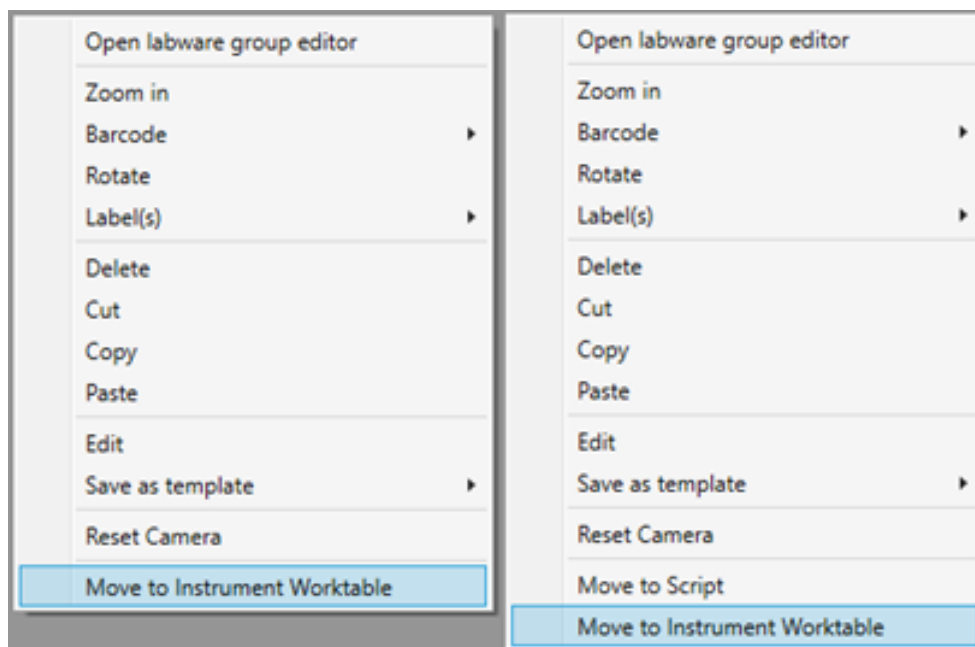 Open labware group editor
Zoom in
Barcode
Rotate
Label(s)
Delete
Cut
Copy
Paste
Edit
Save as template
Reset Camera
Move to Instrument Worktable
Open labware group editor
Zoom in
Barcode
Rotate
Label(s)
Delete
Cut
Copy
Paste
Edit
Save as template
Reset Camera
Move to Script
Move to Instrument Worktable